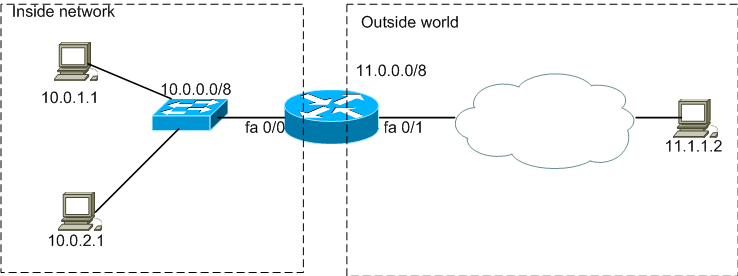 Inside network
Outside world
10.0.1.1
10.0.0.0/8
11.0.0.0/8
fa 0/0
fa 0/1
11.1.1.2
10.0.2.1